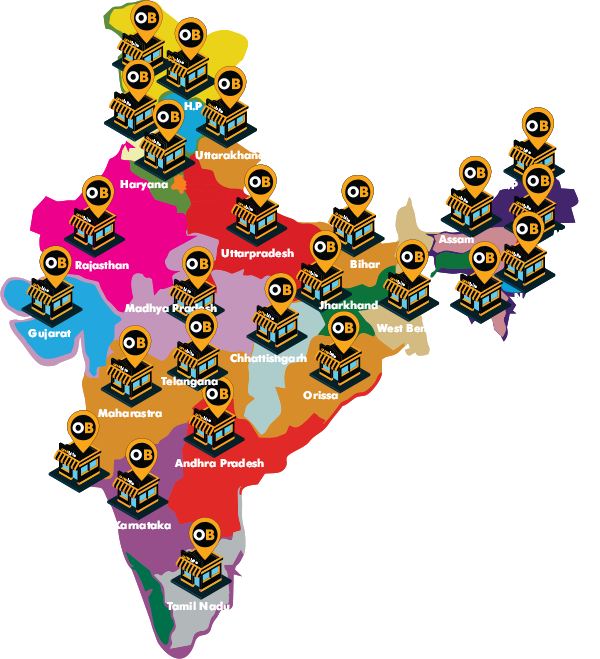 OB
OB
OB
OB
H.P
OB
OB
Uttarakhand
OB
OB
OB
Haryana
OB
OB
OB
Rajasthan
Uttarpradesh
Bihar
Assam
OB
OB
OB
OB
OB
OB
OB
OB
Gujarat
Madhya Pradesh
Jharkhand
West Ben
OB
OB
OB
Chhattishgarh
Telangana
OB
Orissa
Maharastra
OB
OB
Andhra Pradesh
Karnataka
OB
Tamil Nadu